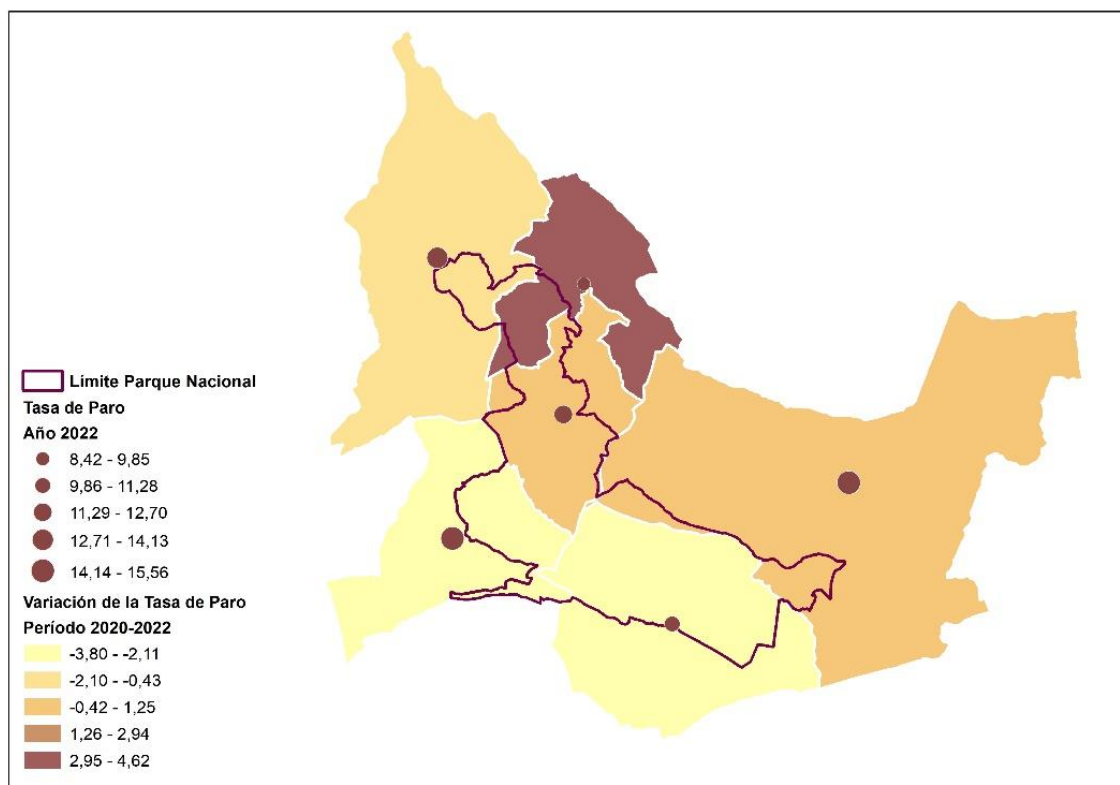 Límite Parque Nacional
Tasa de Paro
Año 2022
8,42 - 9,85
9,86 - 11,28
11,29 - 12,70
12,71 - 14,13
14,14 - 15,56
Variación de la Tasa de Paro
Período 2020-2022
-3,80 - -2,11
-2,10 - -0,43
-0,42 - 1,25
1,26 - 2,94
2,95 - 4,62